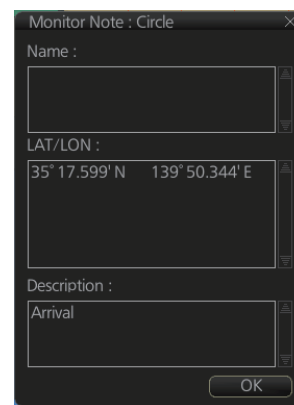 Monitor Note : Circle
Name :
LAT/LON :
35° 17.599' N 139° 50.344' E
Description :
Arrival
OK